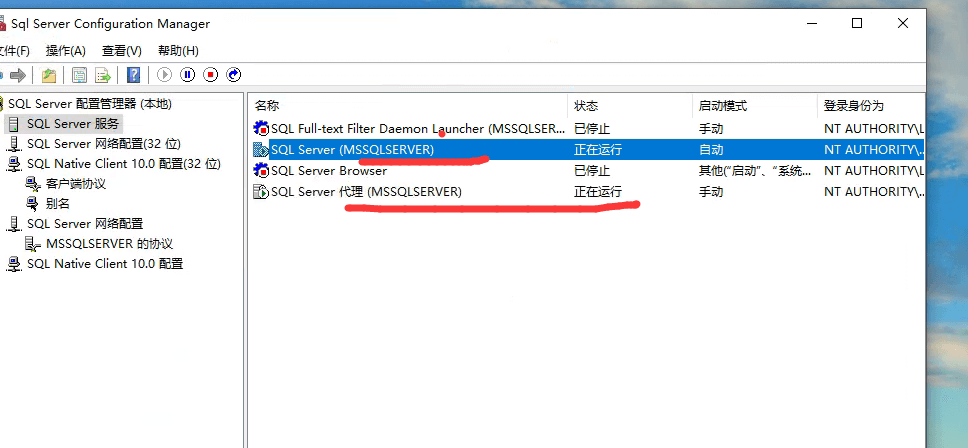 Sql Server Configuration Manager
文件(F) 操作(A) 查看(V) 帮助(H)
SQL Server 配置管理器 (本地)
SQL Server 服务
SQL Server 网络配置(32 位)
SQL Native Client 10.0 配置(32 位)
客户端协议
别名
SQL Server 网络配置
MSSQLSERVER 的协议
SQL Native Client 10.0 配置
名称 状态 启动模式 登录身份为
SQL Full-text Filter Daemon Launcher (MSSQLSER... 已停止 手动 NT AUTHORITY\L
SQL Server (MSSQLSERVER) 正在运行 自动 NT AUTHORITY\...
SQL Server Browser 已停止 其他("启动"、"系统... NT AUTHORITY\L
SQL Server 代理 (MSSQLSERVER) 正在运行 手动 NT AUTHORITY\...